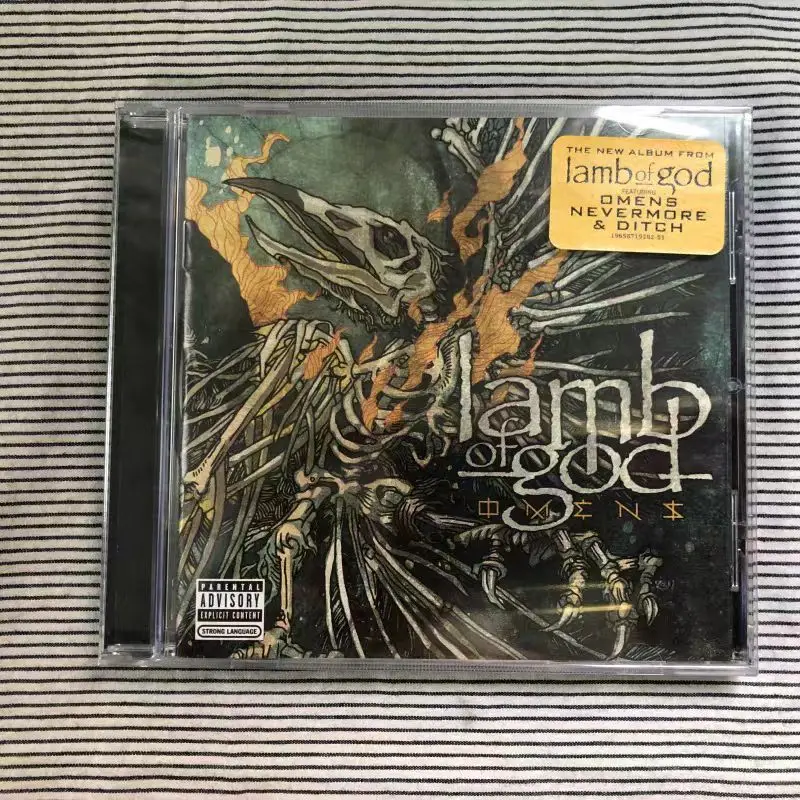 THE NEW ALBUM FROM
lamb of god
FEATURING
OMENS
NEVERMORE
& DITCH
lamb
of god
OMENS
PARENTAL
ADVISORY
EXPLICIT CONTENT
STRONG LANGUAGE